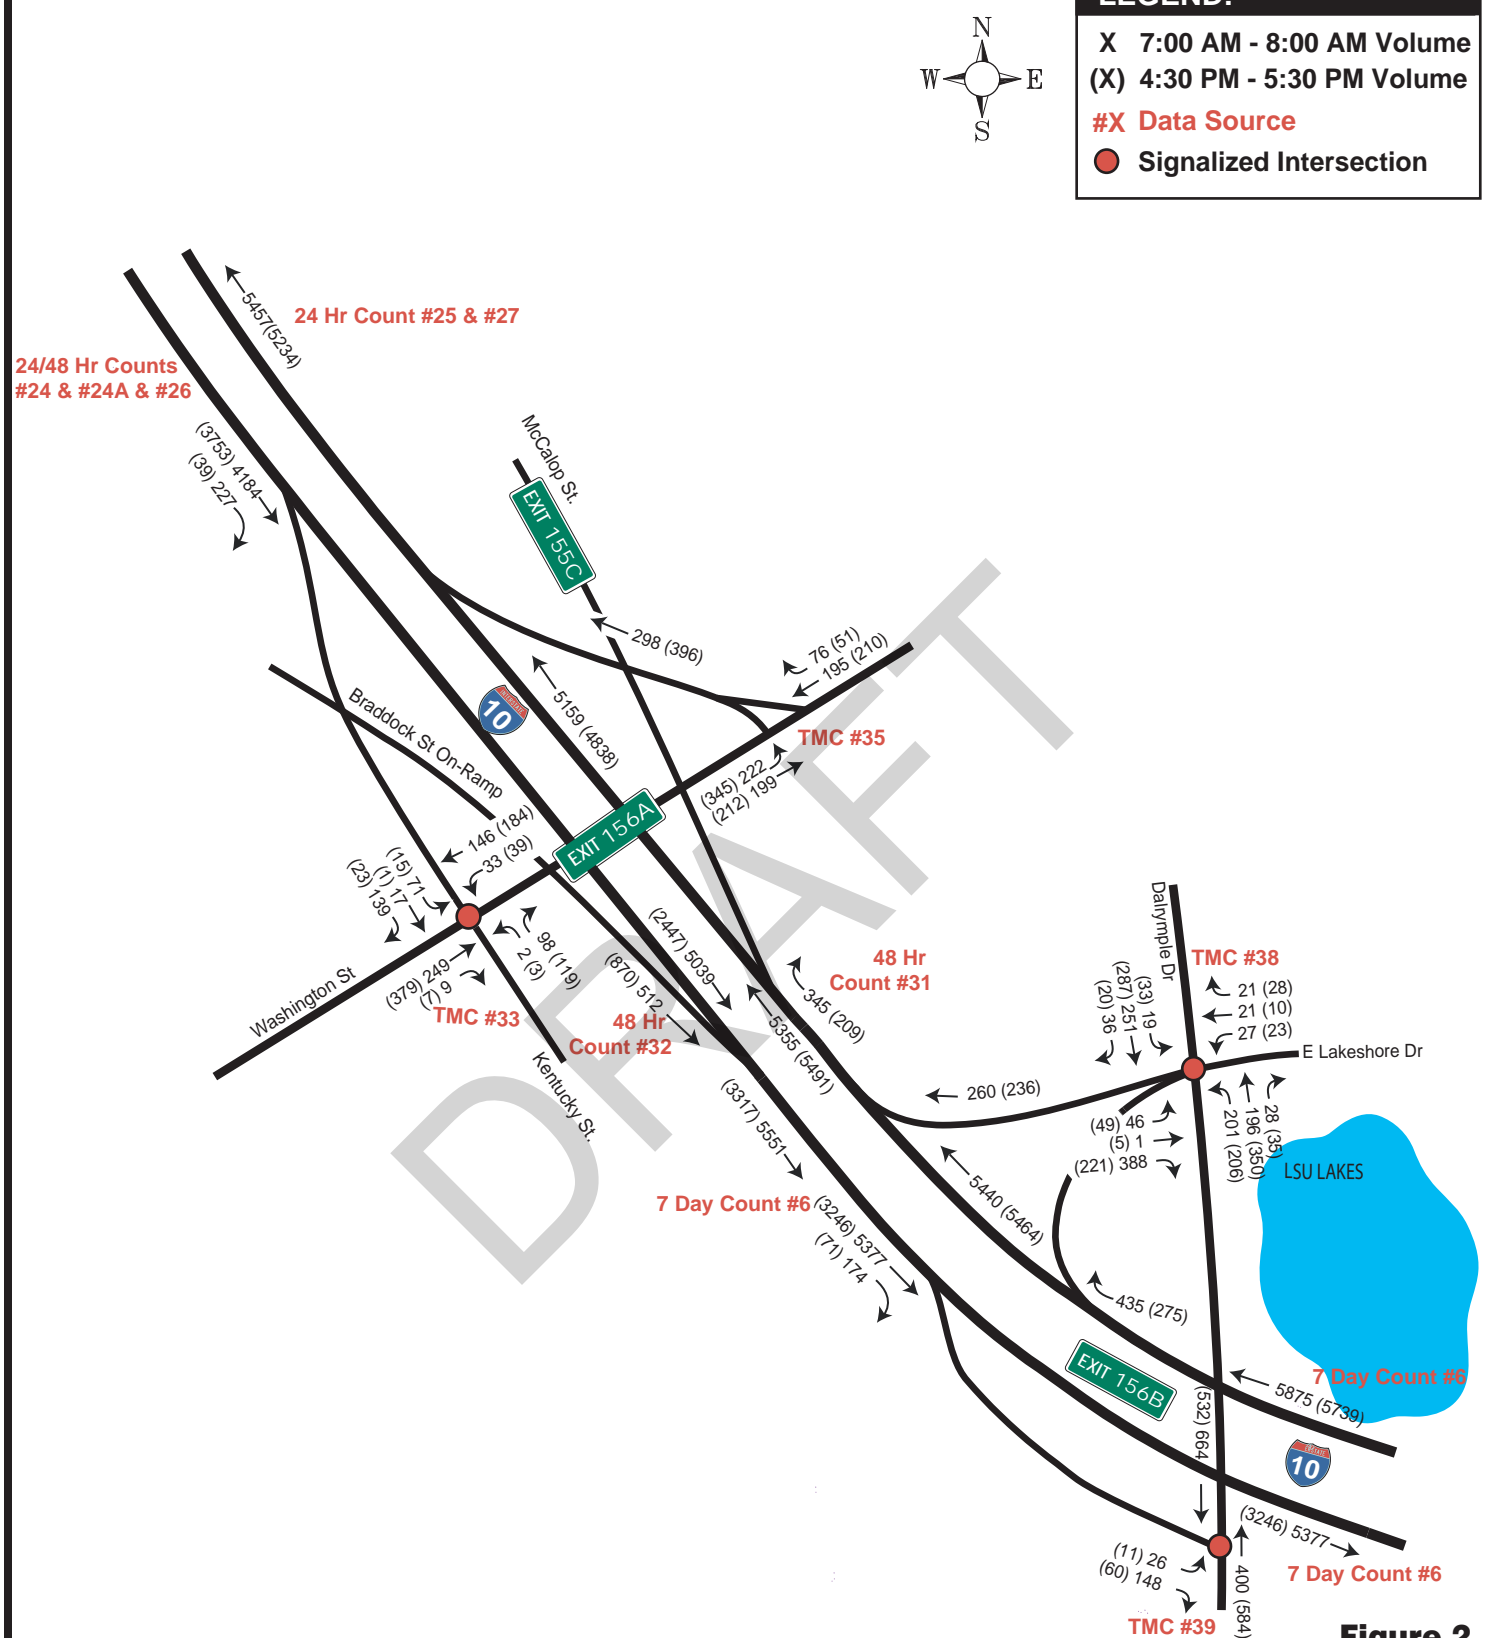 LEGEND:
X 7:00 AM - 8:00 AM Volume
(X) 4:30 PM - 5:30 PM Volume
#X Data Source
Signalized Intersection
N
W E
S
5457(5234)
24 Hr Count #25 & #27
24/48 Hr Counts
#24 & #24A & #26
(3753) 4184
(39) 227
McCalop St.
EXIT 155C
298 (396)
76 (51)
195 (210)
10
5159 (4838)
Braddock St On-Ramp
TMC #35
(345) 222
(212) 199
EXIT 156A
146 (184)
33 (39)
(15) 71
(1) 17
(23) 139
98 (119)
2 (3)
(379) 249
(7) 9
TMC #33
Washington St
Kentucky St.
(2447) 5039
(870) 512
48 Hr
Count #32
48 Hr
Count #31
345 (209)
5355 (5491)
DRAFT
Dalrymple Dr
TMC #38
21 (28)
21 (10)
27 (23)
(33) 19
(287) 251
(20) 36
E Lakeshore Dr
260 (236)
(49) 46
(5) 1
(221) 388
28 (35)
196 (350)
201 (206)
LSU LAKES
(3317) 5551
7 Day Count #6
(3246) 5377
(71) 174
5440 (5464)
435 (275)
EXIT 156B
7 Day Count #6
5875 (5739)
(532) 664
10
(3246) 5377
7 Day Count #6
(11) 26
(60) 148
400 (584)
TMC #39
Figure 2